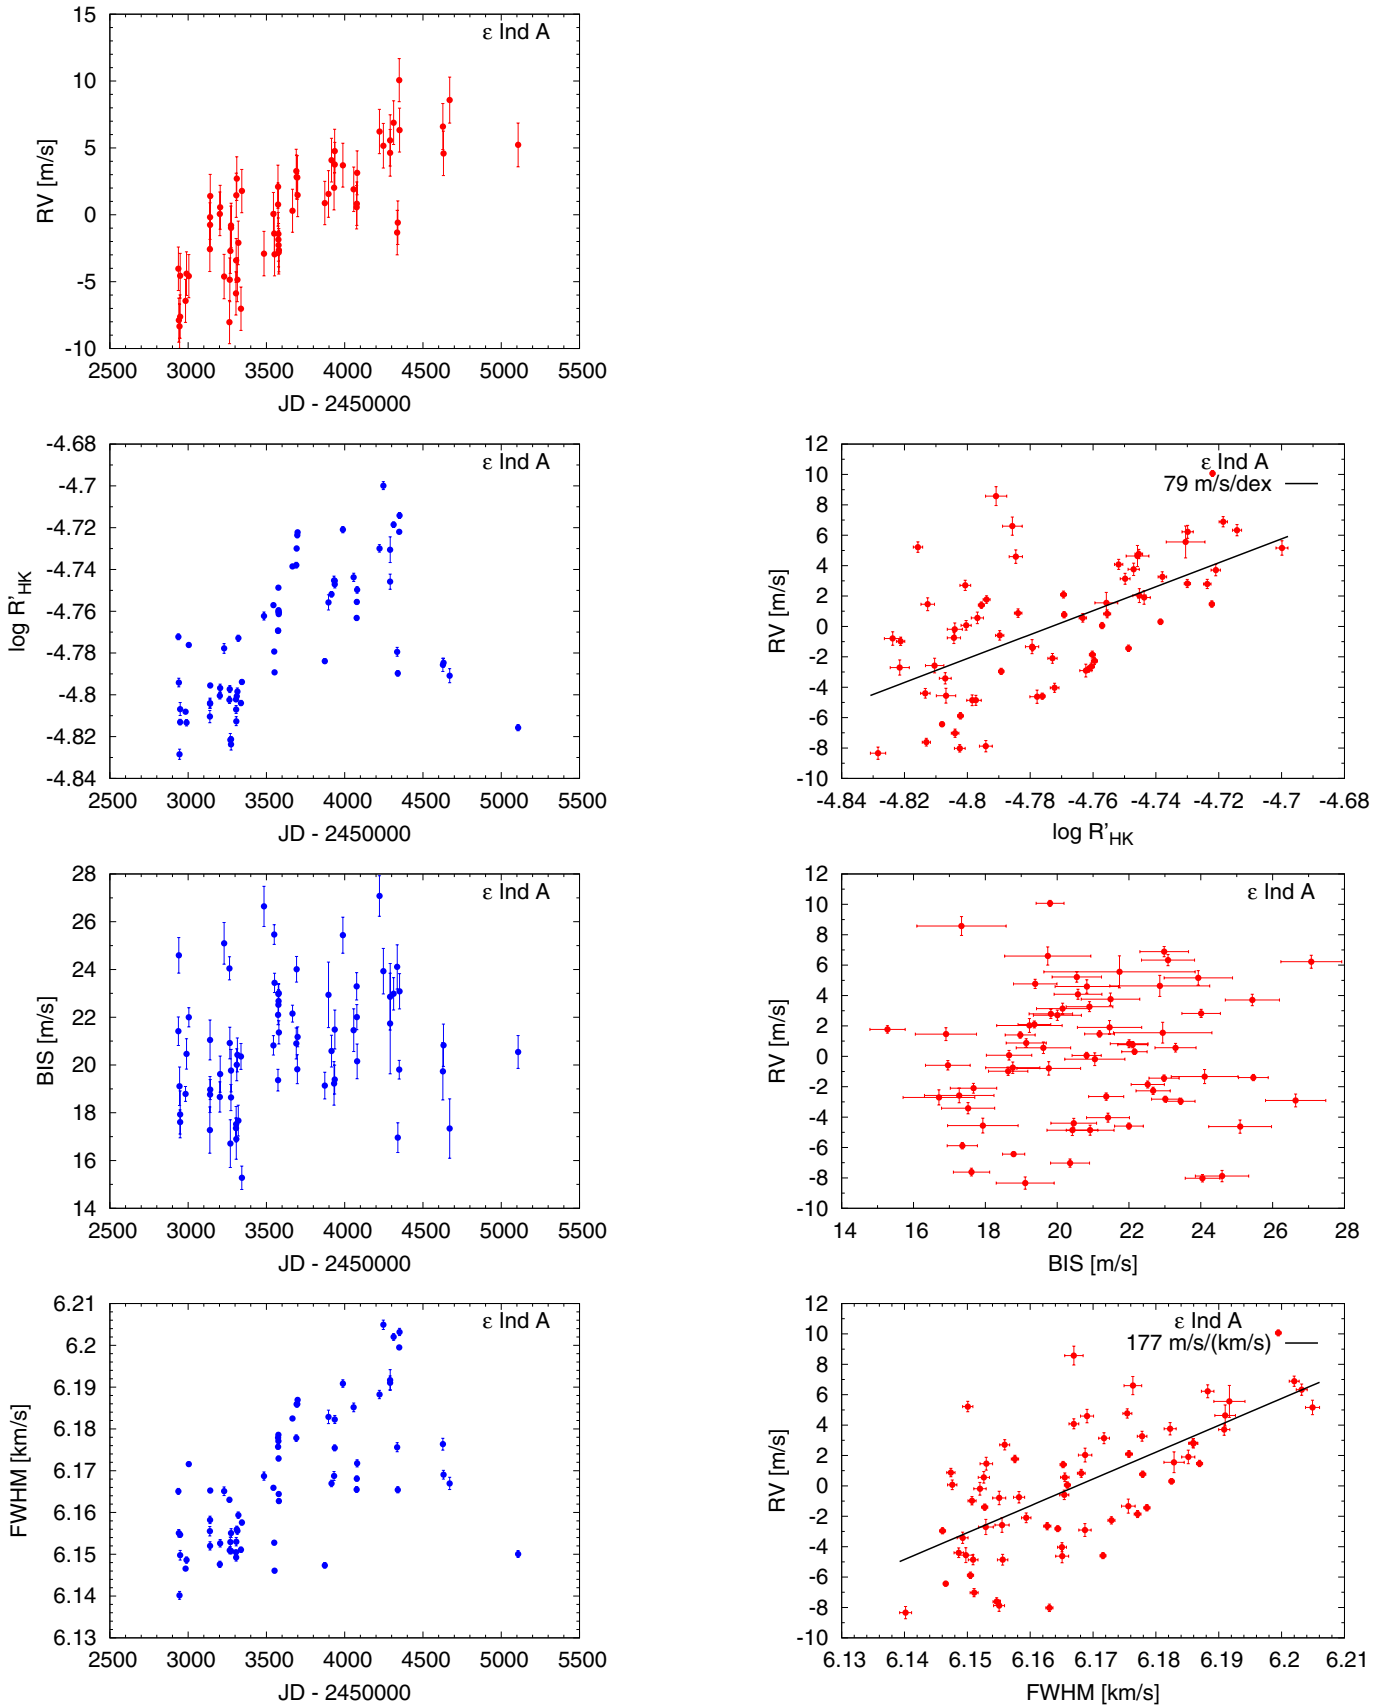 15
10
5
0
-5
-10
RV [m/s]
ε Ind A
2500 3000 3500 4000 4500 5000 5500
JD - 2450000
-4.68
-4.7
-4.72
-4.74
-4.76
-4.78
-4.8
-4.82
-4.84
log R'HK
ε Ind A
2500 3000 3500 4000 4500 5000 5500
JD - 2450000
12
10
8
6
4
2
0
-2
-4
-6
-8
-10
RV [m/s]
ε Ind A
79 m/s/dex
-4.84 -4.82 -4.8 -4.78 -4.76 -4.74 -4.72 -4.7 -4.68
log R'HK
28
26
24
22
20
18
16
14
BIS [m/s]
ε Ind A
2500 3000 3500 4000 4500 5000 5500
JD - 2450000
12
10
8
6
4
2
0
-2
-4
-6
-8
-10
RV [m/s]
ε Ind A
14 16 18 20 22 24 26 28
BIS [m/s]
6.21
6.2
6.19
6.18
6.17
6.16
6.15
6.14
6.13
FWHM [km/s]
ε Ind A
2500 3000 3500 4000 4500 5000 5500
JD - 2450000
12
10
8
6
4
2
0
-2
-4
-6
-8
-10
RV [m/s]
ε Ind A
177 m/s/(km/s)
6.13 6.14 6.15 6.16 6.17 6.18 6.19 6.2 6.21
FWHM [km/s]